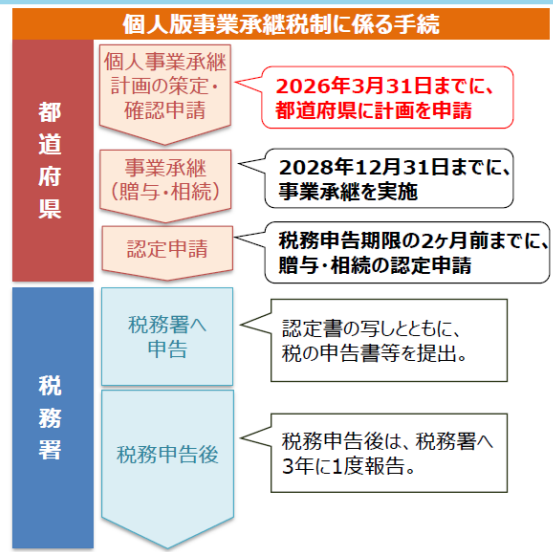 個人版事業承継税制に係る手続
都道府県
個人事業承継
計画の策定・
確認申請
2026年3月31日までに、
都道府県に計画を申請
事業承継
（贈与・相続）
2028年12月31日までに、
事業承継を実施
認定申請
税務申告期限の2ヶ月前までに、
贈与・相続の認定申請
税務署
税務署へ
申告
認定書の写しとともに、
税の申告書等を提出。
税務申告後
税務申告後は、税務署へ
3年に1度報告。